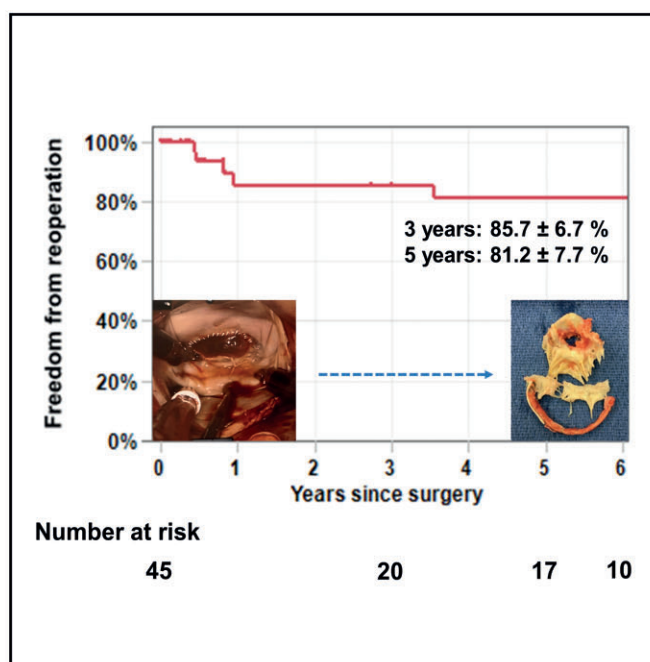 Freedom from reoperation
100%
80%
60%
40%
20%
0%
3 years: 85.7 ± 6.7 %
5 years: 81.2 ± 7.7 %
0 1 2 3 4 5 6
Years since surgery
Number at risk
45 20 17 10